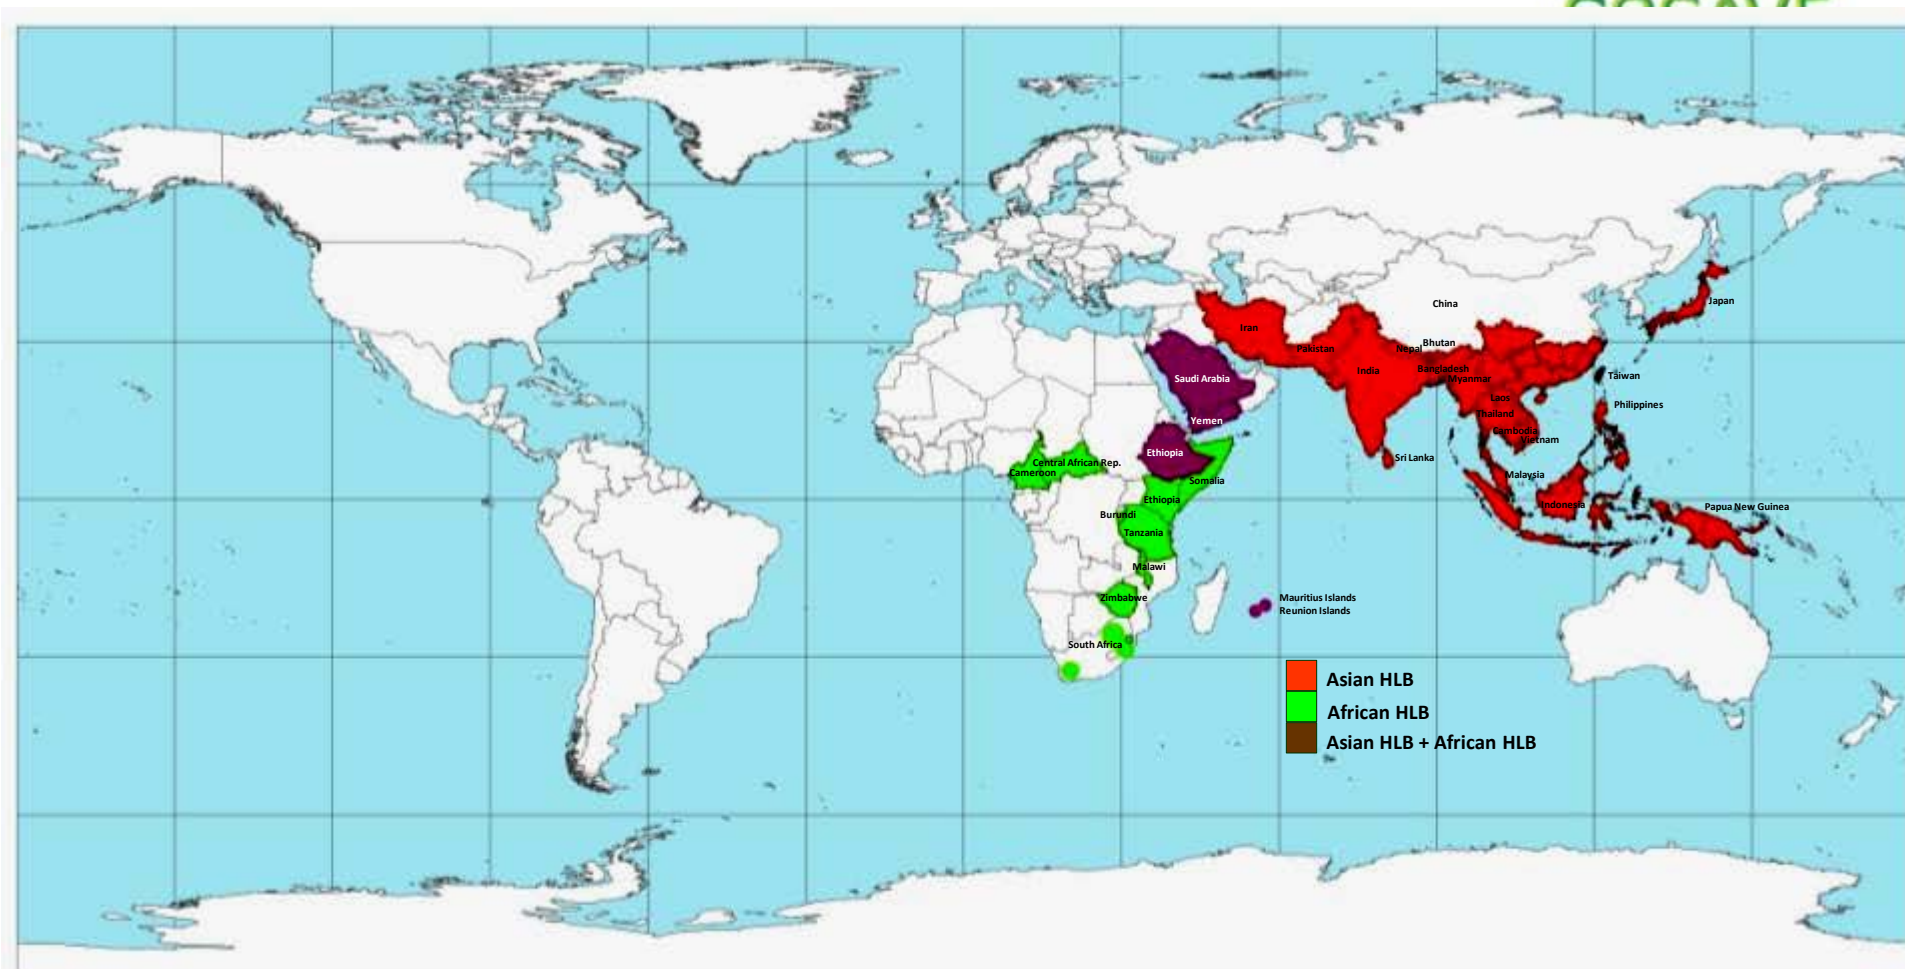 China
Japan
Iran
Bhutan
Pakistan
Nepal
India
Bangladesh
Saudi Arabia
Myanmar
Taiwan
Laos
Philippines
Thailand
Yemen
Cambodia
Vietnam
Ethiopia
Sri Lanka
Central African Rep.
Cameroon
Malaysia
Somalia
Ethiopia
Indonesia
Papua New Guinea
Burundi
Tanzania
Malawi
Zimbabwe
Mauritius Islands
Reunion Islands
South Africa
Asian HLB
African HLB
Asian HLB + African HLB